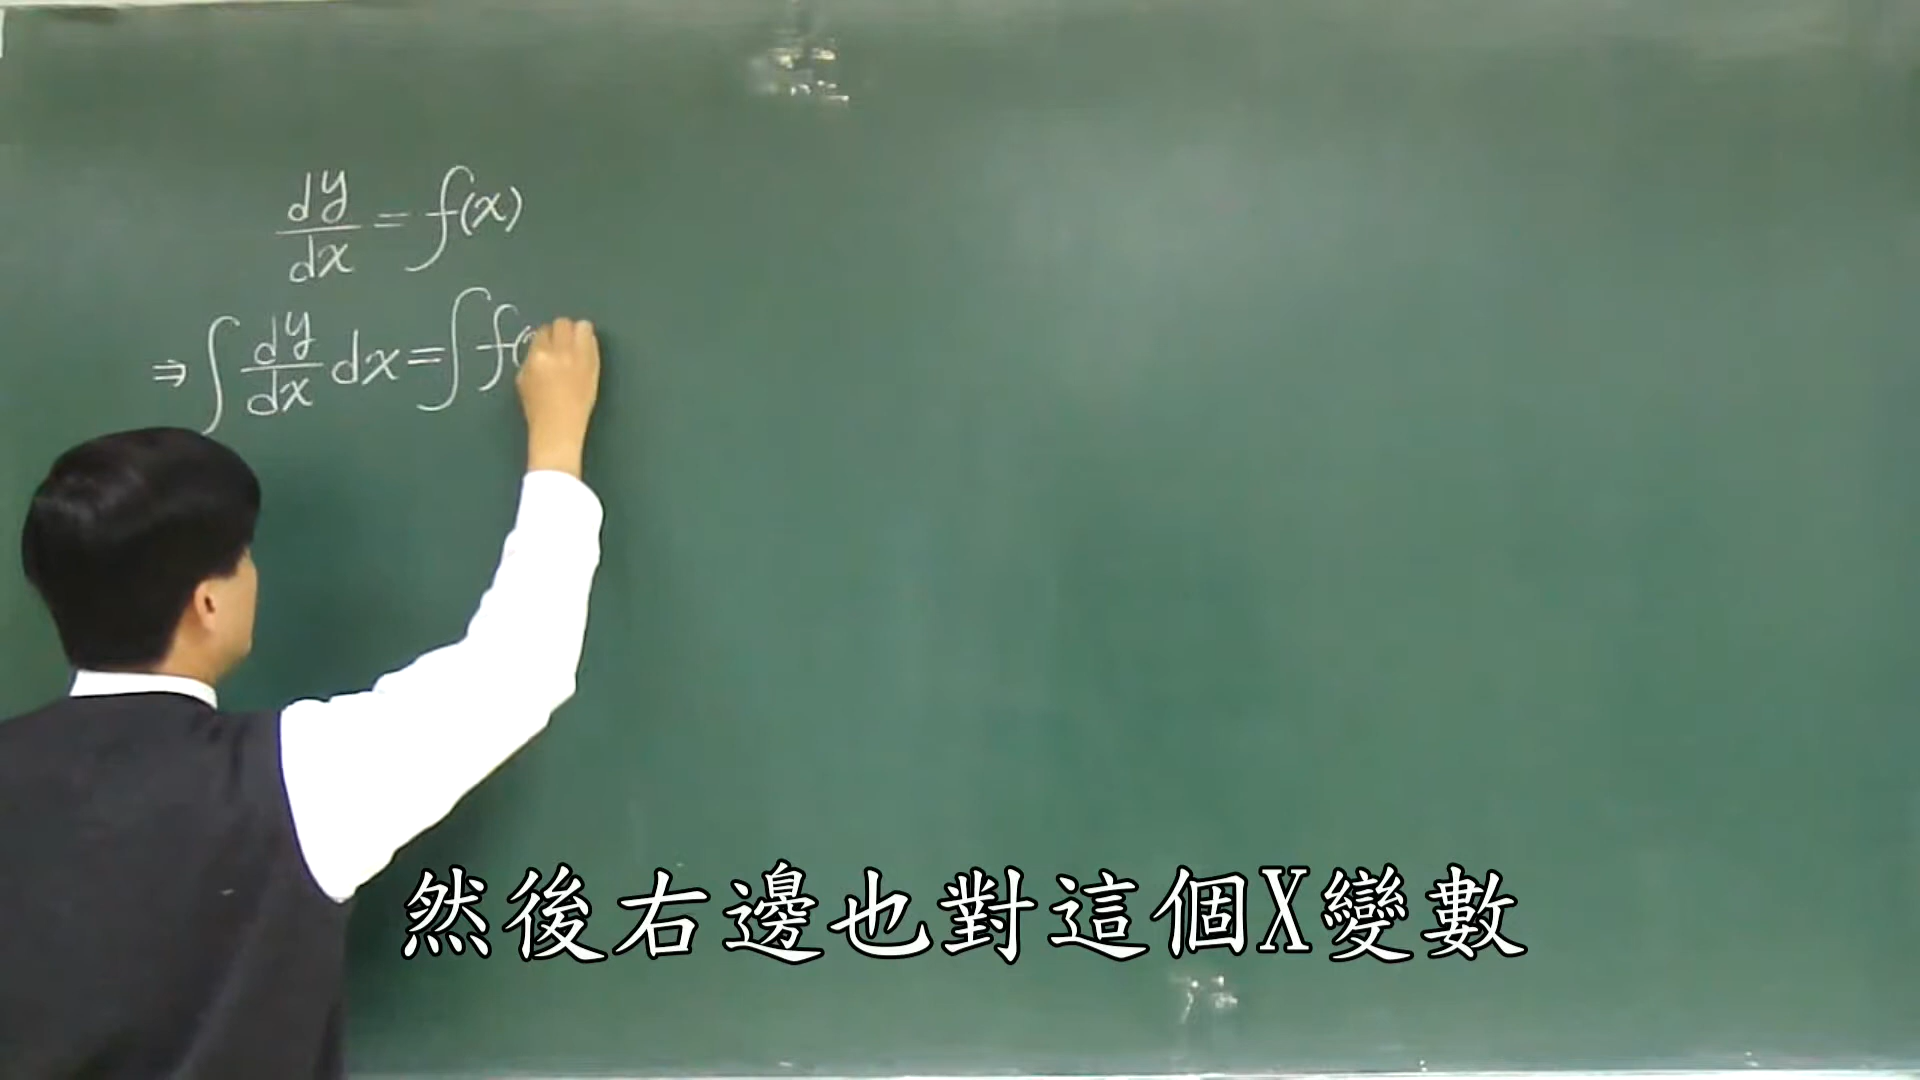 dy/dx = f(x)
⇒ ∫ dy/dx dx = ∫ f(
然後右邊也對這個X變數